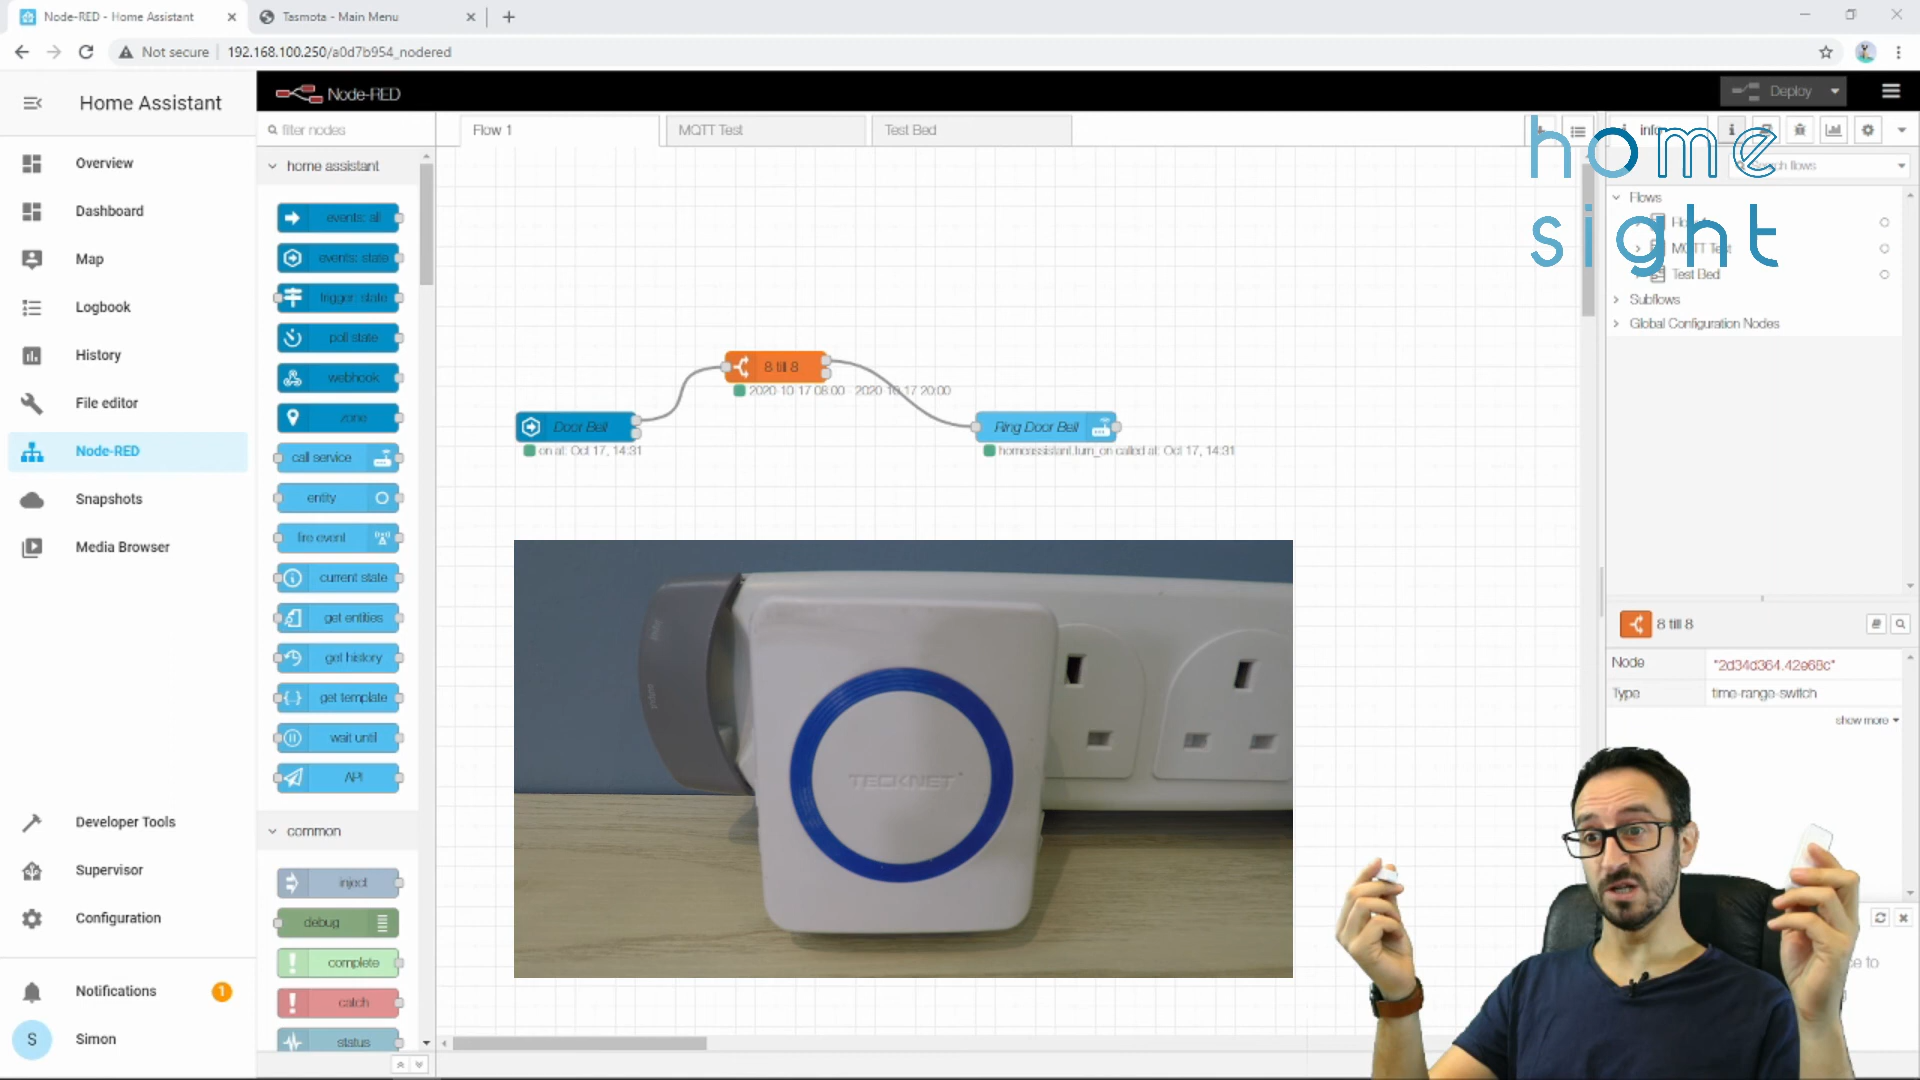 Node-RED - Home Assistant
Tasmota - Main Menu
Not secure
192.168.100.250/a0d7b954_nodered
Home Assistant
Node-RED
Deploy
filter nodes
Flow 1
MQTT Test
Test Bed
info
home
sight
home assistant
events: all
events: state
trigger: state
poll state
webhook
zone
call service
entity
fire event
current state
get entities
get history
get template
wait until
API
common
inject
debug
complete
catch
status
Overview
Dashboard
Map
Logbook
History
File editor
Node-RED
Snapshots
Media Browser
Developer Tools
Supervisor
Configuration
Notifications
1
S
Simon
8 till 8
2020-10-17 08:00 - 2020-10-17 20:00
Door Bell
on at: Oct 17, 14:31
Ring Door Bell
homeassistant.turn_on called at: Oct 17, 14:31
TECKNET
Search flows
Flows
MQTT Test
Test Bed
Subflows
Global Configuration Nodes
8 till 8
Node
"2d34d364.42e68c"
Type
time-range-switch
show more